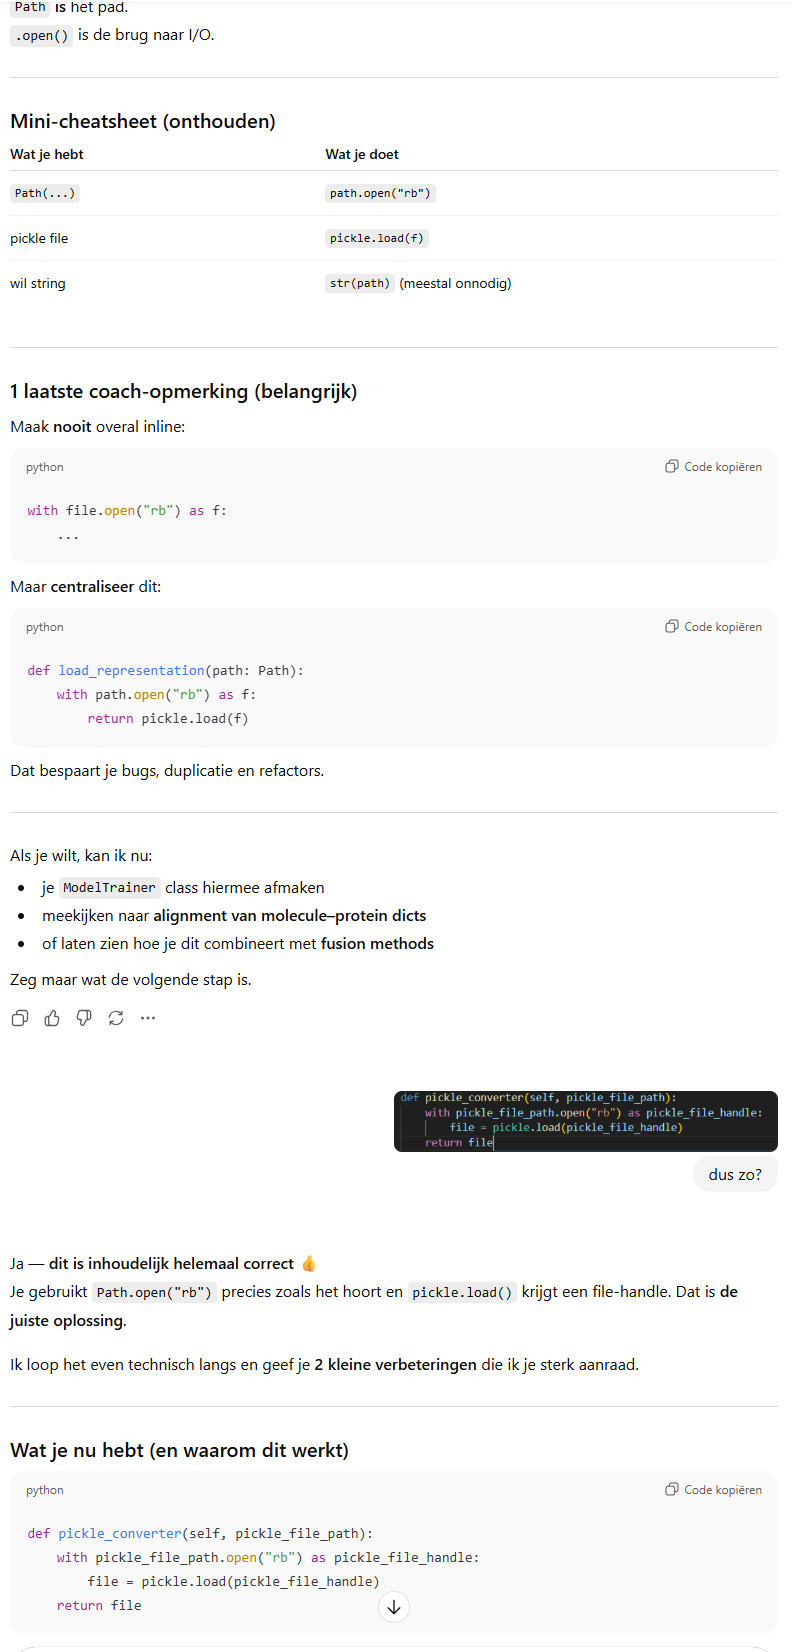 Path is het pad.
.open() is de brug naar I/O.
Mini-cheatsheet (onthouden)
Wat je hebt Wat je doet
Path(...) path.open("rb")
pickle file pickle.load(f)
wil string str(path) (meestal onnodig)
1 laatste coach-opmerking (belangrijk)
Maak nooit overal inline:
python Code kopiëren
with file.open("rb") as f:
...
Maar centraliseer dit:
python Code kopiëren
def load_representation(path: Path):
with path.open("rb") as f:
return pickle.load(f)
Dat bespaart je bugs, duplicatie en refactors.
Als je wilt, kan ik nu:
• je ModelTrainer class hiermee afmaken
• meekijken naar alignment van molecule–protein dicts
• of laten zien hoe je dit combineert met fusion methods
Zeg maar wat de volgende stap is.
def pickle_converter(self, pickle_file_path):
with pickle_file_path.open("rb") as pickle_file_handle:
file = pickle.load(pickle_file_handle)
return file
dus zo?
Ja — dit is inhoudelijk helemaal correct 👍
Je gebruikt Path.open("rb") precies zoals het hoort en pickle.load() krijgt een file-handle. Dat is de
juiste oplossing.
Ik loop het even technisch langs en geef je 2 kleine verbeteringen die ik je sterk aanraad.
Wat je nu hebt (en waarom dit werkt)
python Code kopiëren
def pickle_converter(self, pickle_file_path):
with pickle_file_path.open("rb") as pickle_file_handle:
file = pickle.load(pickle_file_handle)
return file